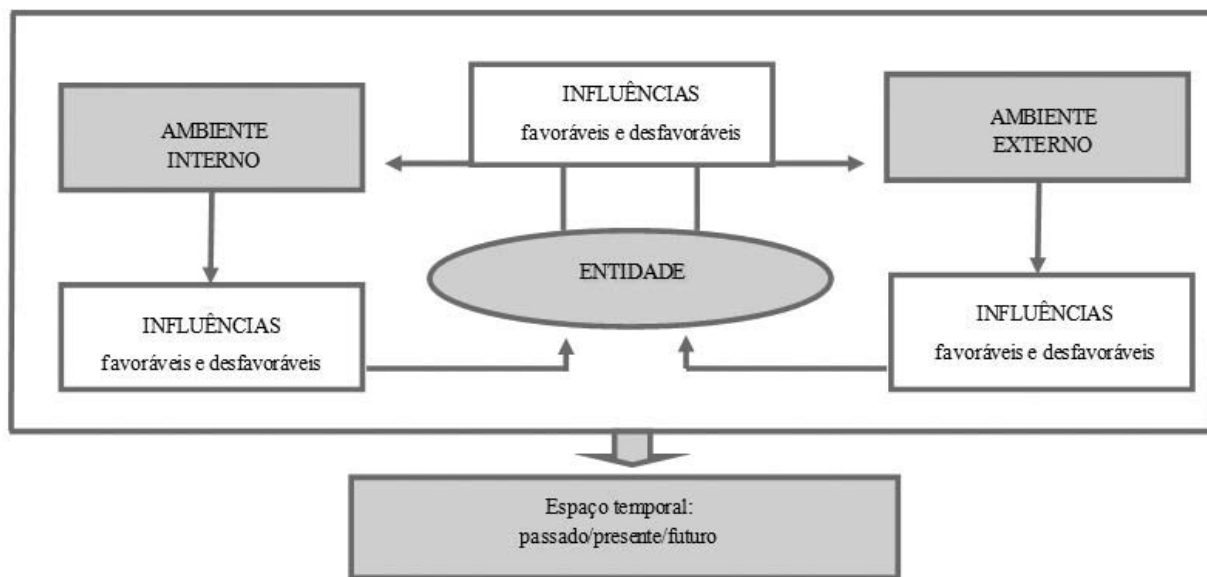 INFLUÊNCIAS
favoráveis e desfavoráveis
AMBIENTE
INTERNO
AMBIENTE
EXTERNO
ENTIDADE
INFLUÊNCIAS
favoráveis e desfavoráveis
INFLUÊNCIAS
favoráveis e desfavoráveis
Espaço temporal:
passado/presente/futuro